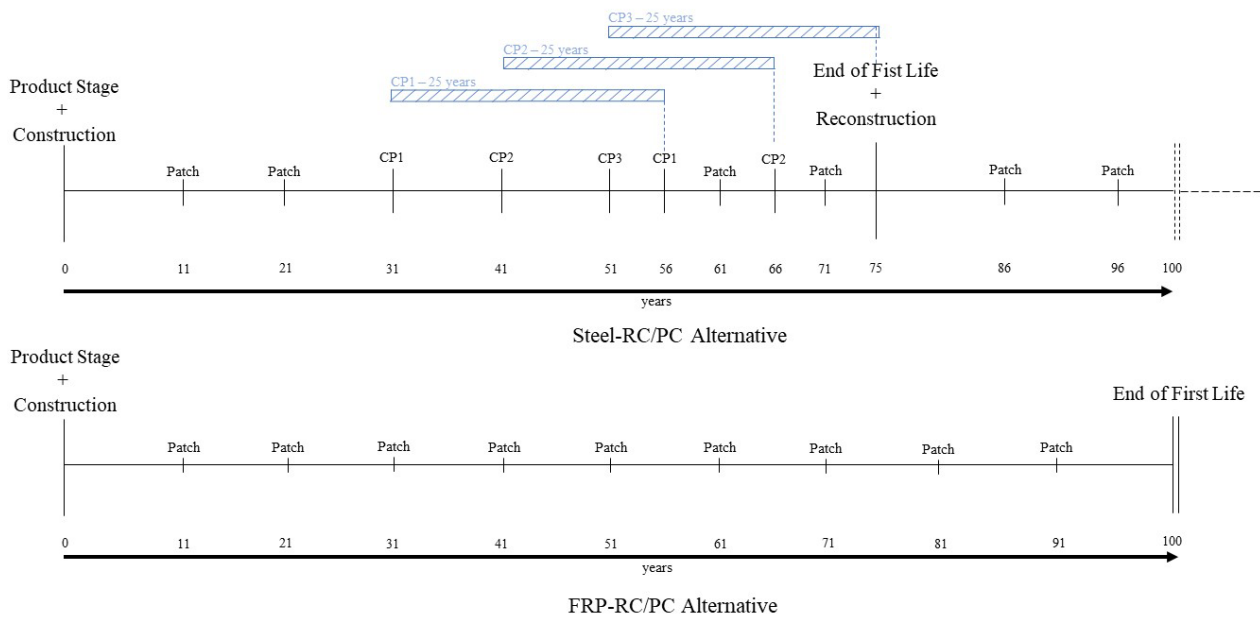 CP3 – 25 years
CP2 – 25 years
CP1 – 25 years
Product Stage
+
Construction
End of Fist Life
+
Reconstruction
Patch Patch CP1 CP2 CP3 CP1 Patch CP2 Patch Patch Patch
0 11 21 31 41 51 56 61 66 71 75 86 96 100
years
Steel-RC/PC Alternative
Product Stage
+
Construction
End of First Life
Patch Patch Patch Patch Patch Patch Patch Patch Patch
0 11 21 31 41 51 61 71 81 91 100
years
FRP-RC/PC Alternative